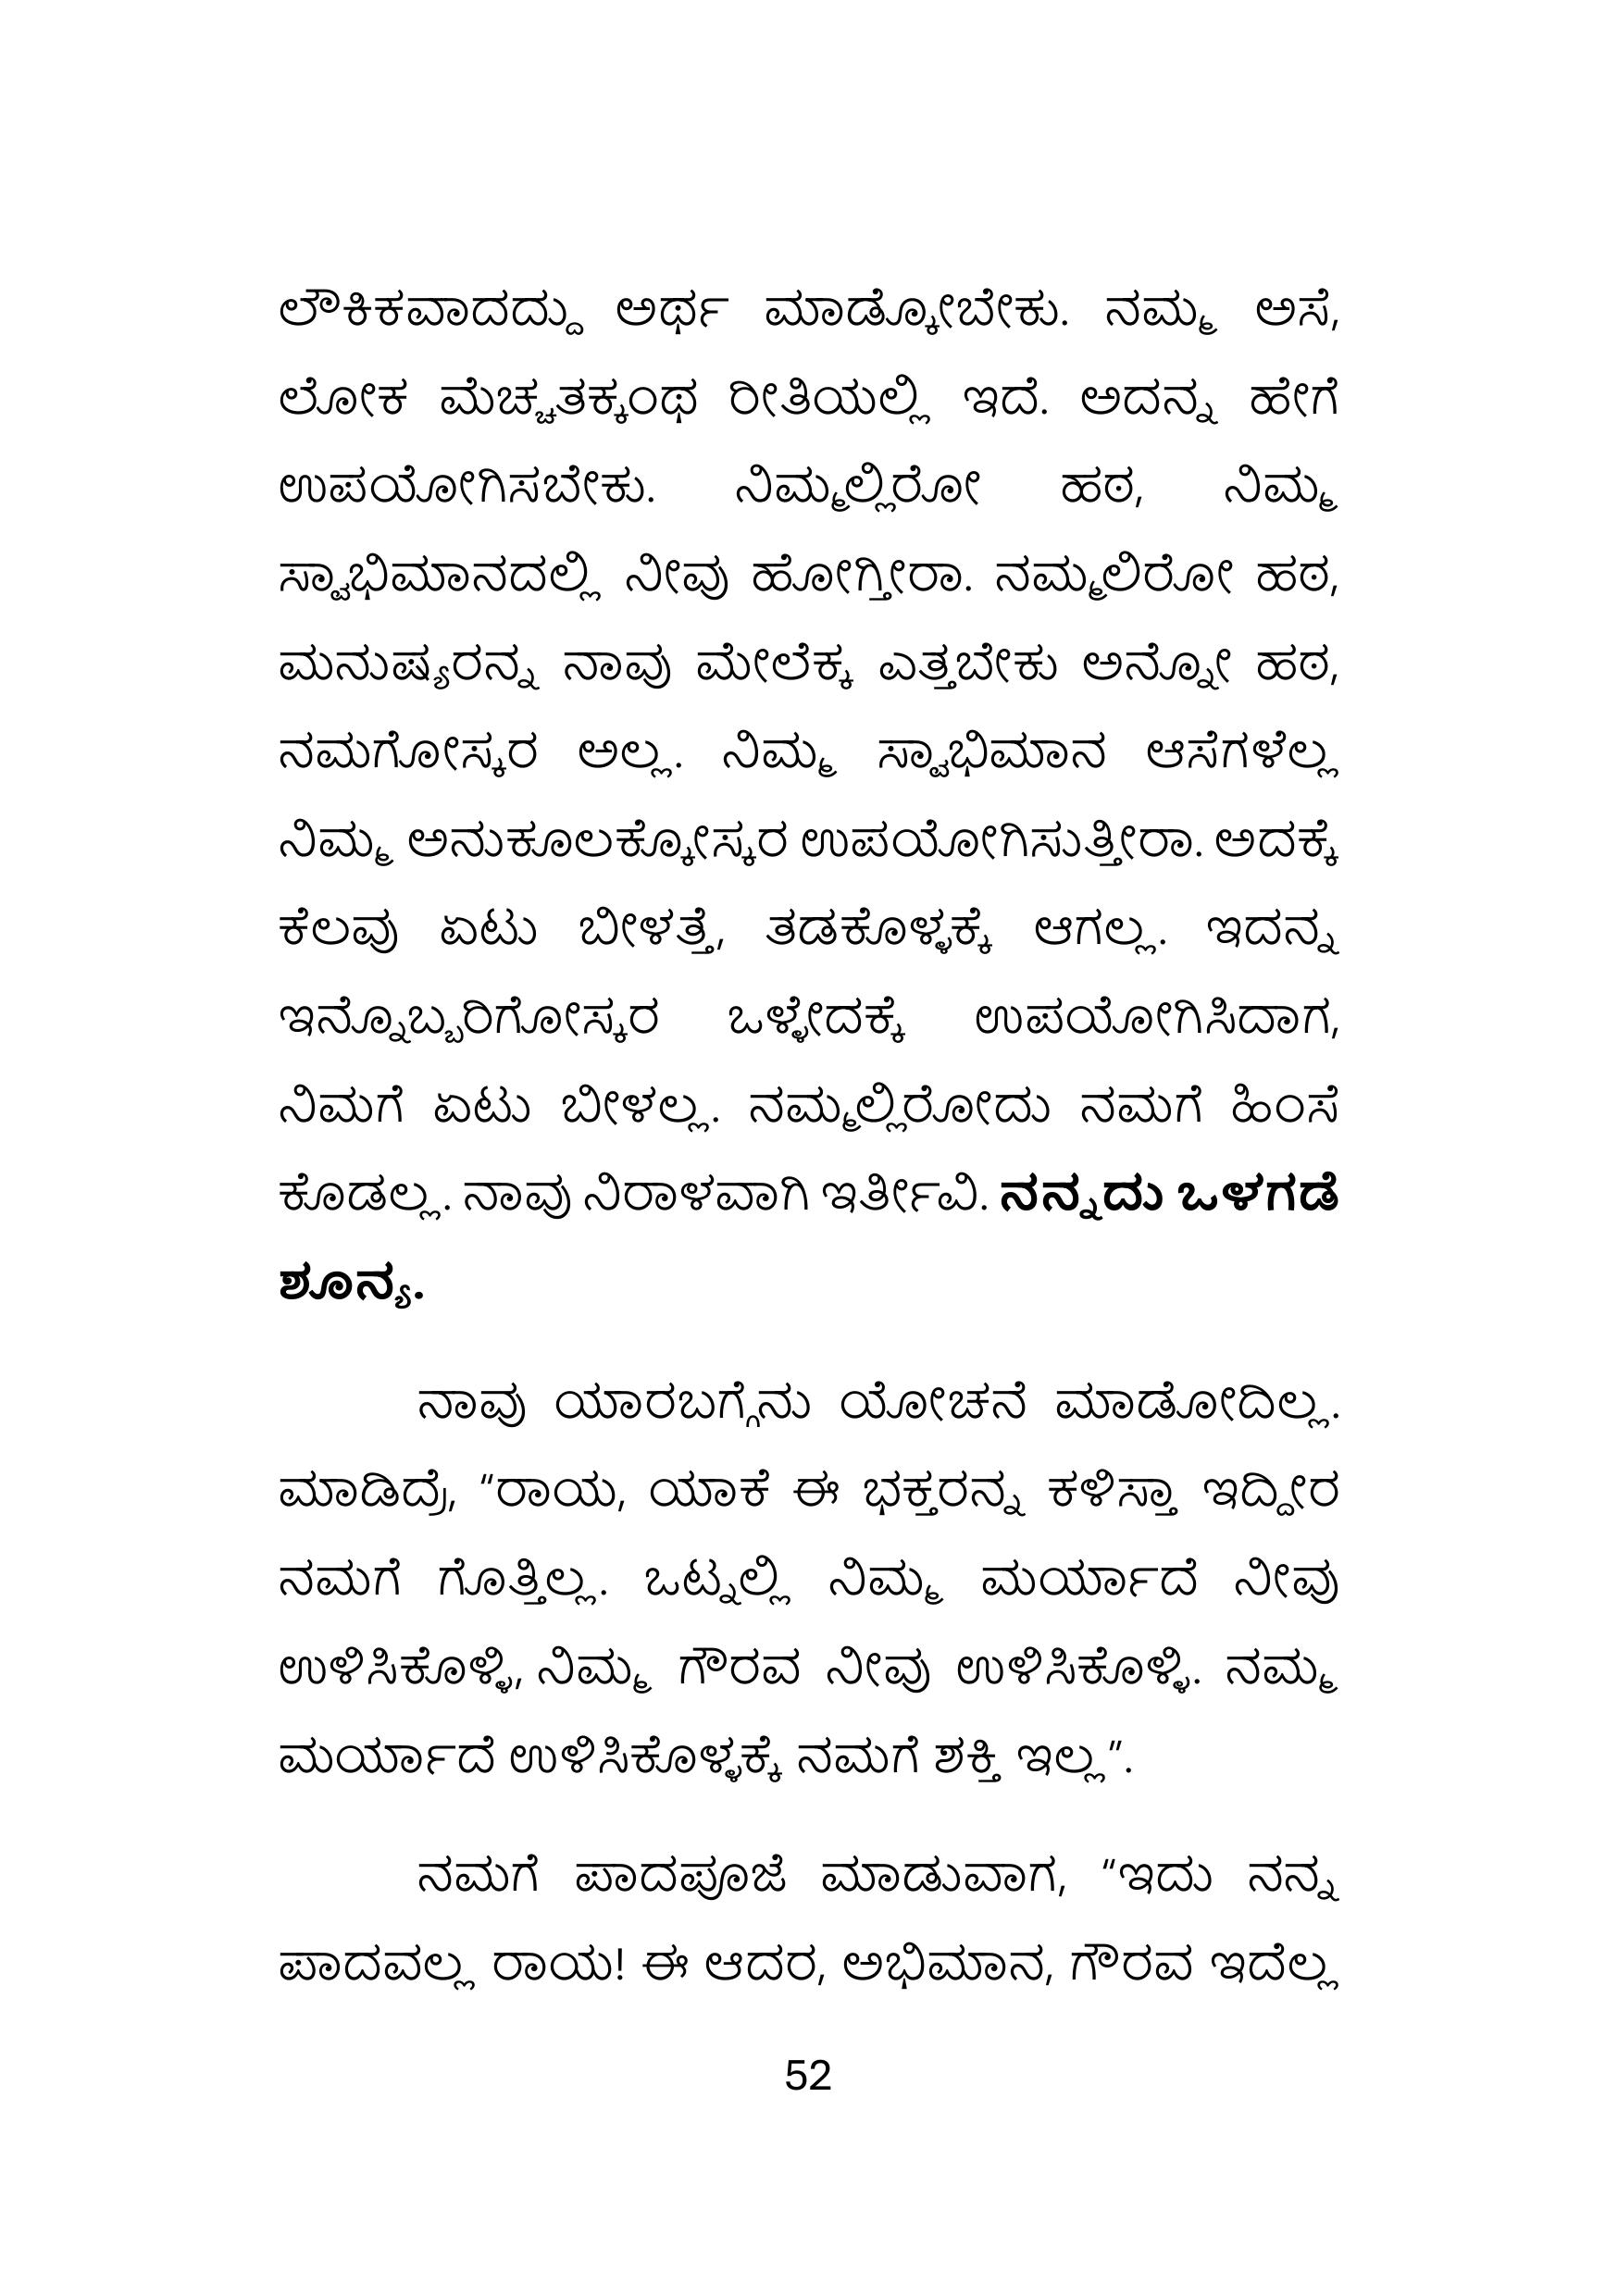 ಲೌಕಿಕವಾದದ್ದು ಅರ್ಥ ಮಾಡ್ಕೋಬೇಕು. ನಮ್ಮ ಅಸೆ,
ಲೋಕ ಮೆಚ್ಚತಕ್ಕಂಥ ರೀತಿಯಲ್ಲಿ ಇದೆ. ಅದನ್ನ ಹೇಗೆ
ಉಪಯೋಗಿಸಬೇಕು. ನಿಮ್ಮಲ್ಲಿರೋ ಹಠ, ನಿಮ್ಮ
ಸ್ವಾಭಿಮಾನದಲ್ಲಿ ನೀವು ಹೋಗ್ತೀರಾ. ನಮ್ಮಲಿರೋ ಹಠ,
ಮನುಷ್ಯರನ್ನ ನಾವು ಮೇಲೆಕ್ಕ ಎತ್ತಬೇಕು ಅನ್ನೋ ಹಠ,
ನಮಗೋಸ್ಕರ ಅಲ್ಲ. ನಿಮ್ಮ ಸ್ವಾಭಿಮಾನ ಆಸೆಗಳೆಲ್ಲ
ನಿಮ್ಮ ಅನುಕೂಲಕ್ಕೋಸ್ಕರ ಉಪಯೋಗಿಸುತ್ತೀರಾ. ಅದಕ್ಕೆ
ಕೆಲವು ಏಟು ಬೀಳತ್ತೆ, ತಡಕೊಳ್ಳಕ್ಕೆ ಆಗಲ್ಲ. ಇದನ್ನ
ಇನ್ನೊಬ್ಬರಿಗೋಸ್ಕರ ಒಳ್ಳೇದಕ್ಕೆ ಉಪಯೋಗಿಸಿದಾಗ,
ನಿಮಗೆ ಏಟು ಬೀಳಲ್ಲ. ನಮ್ಮಲ್ಲಿರೋದು ನಮಗೆ ಹಿಂಸೆ
ಕೊಡಲ್ಲ. ನಾವು ನಿರಾಳವಾಗಿ ಇರ್ತೀವಿ. ನನ್ನದು ಒಳಗಡೆ
ಶೂನ್ಯ.
ನಾವು ಯಾರಬಗ್ಗೆನು ಯೋಚನೆ ಮಾಡೋದಿಲ್ಲ.
ಮಾಡಿದ್ರೆ, “ರಾಯ, ಯಾಕೆ ಈ ಭಕ್ತರನ್ನ ಕಳಿಸ್ತಾ ಇದ್ದೀರ
ನಮಗೆ ಗೊತ್ತಿಲ್ಲ. ಒಟ್ನಲ್ಲಿ ನಿಮ್ಮ ಮರ್ಯಾದೆ ನೀವು
ಉಳಿಸಿಕೊಳ್ಳಿ, ನಿಮ್ಮ ಗೌರವ ನೀವು ಉಳಿಸಿಕೊಳ್ಳಿ. ನಮ್ಮ
ಮರ್ಯಾದೆ ಉಳಿಸಿಕೊಳ್ಳಕ್ಕೆ ನಮಗೆ ಶಕ್ತಿ ಇಲ್ಲ”.
ನಮಗೆ ಪಾದಪೂಜೆ ಮಾಡುವಾಗ, “ಇದು ನನ್ನ
ಪಾದವಲ್ಲ ರಾಯ! ಈ ಆದರ, ಅಭಿಮಾನ, ಗೌರವ ಇದೆಲ್ಲ
52